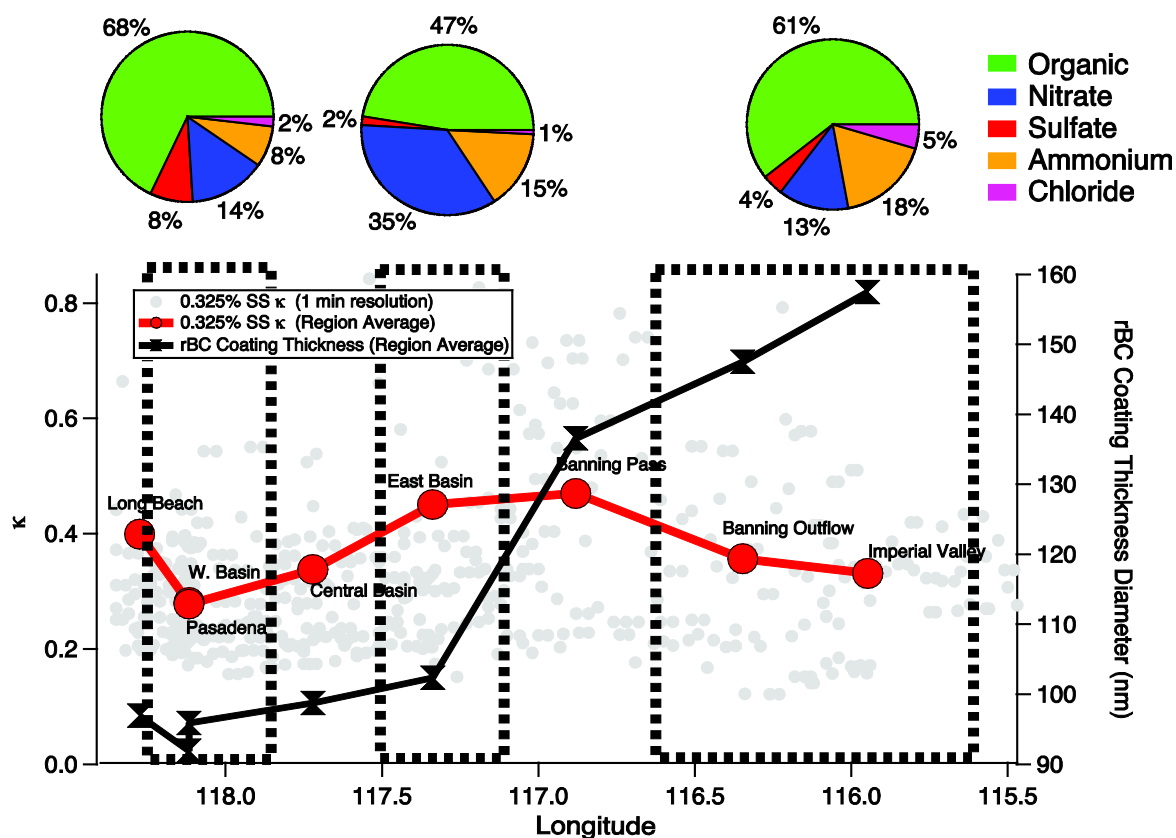 68%
2%
8%
14%
8%
47%
2%
1%
15%
35%
61%
5%
18%
13%
4%
Organic
Nitrate
Sulfate
Ammonium
Chloride
0.325% SS κ (1 min resolution)
0.325% SS κ (Region Average)
rBC Coating Thickness (Region Average)
κ
0.8
0.6
0.4
0.2
0.0
Long Beach
W. Basin
Pasadena
Central Basin
East Basin
Banning Pass
Banning Outflow
Imperial Valley
160
150
140
130
120
110
100
90
rBC Coating Thickness Diameter (nm)
118.0
117.5
117.0
116.5
116.0
115.5
Longitude